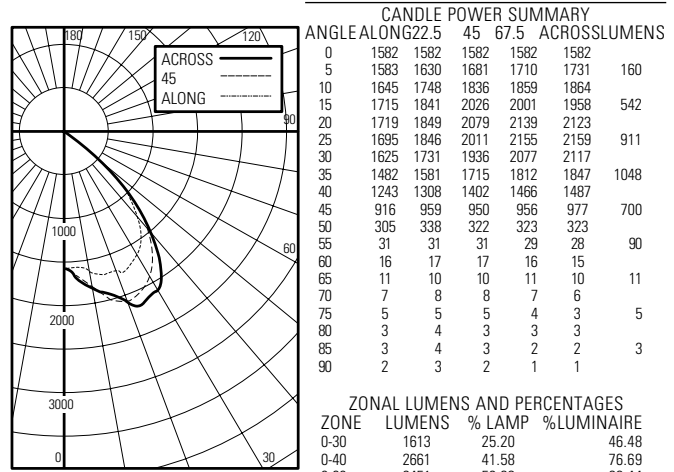 180
150
120
ACROSS
45
ALONG
90
1000
60
2000
3000
0
30
CANDLE POWER SUMMARY
ANGLE ALONG 22.5 45 67.5 ACROSS LUMENS
0 1582 1582 1582 1582 1582
5 1583 1630 1681 1710 1731 160
10 1645 1748 1836 1859 1864
15 1715 1841 2026 2001 1958 542
20 1719 1849 2079 2139 2123
25 1695 1846 2011 2155 2159 911
30 1625 1731 1936 2077 2117
35 1482 1581 1715 1812 1847 1048
40 1243 1308 1402 1466 1487
45 916 959 950 956 977 700
50 305 338 322 323 323
55 31 31 31 29 28 90
60 16 17 17 16 15
65 11 10 10 11 10 11
70 7 8 8 7 6
75 5 5 5 4 3 5
80 3 4 3 3 3
85 3 4 3 2 2 3
90 2 3 2 1 1
ZONAL LUMENS AND PERCENTAGES
ZONE LUMENS % LAMP %LUMINAIRE
0-30 1613 25.20 46.48
0-40 2661 41.58 76.69